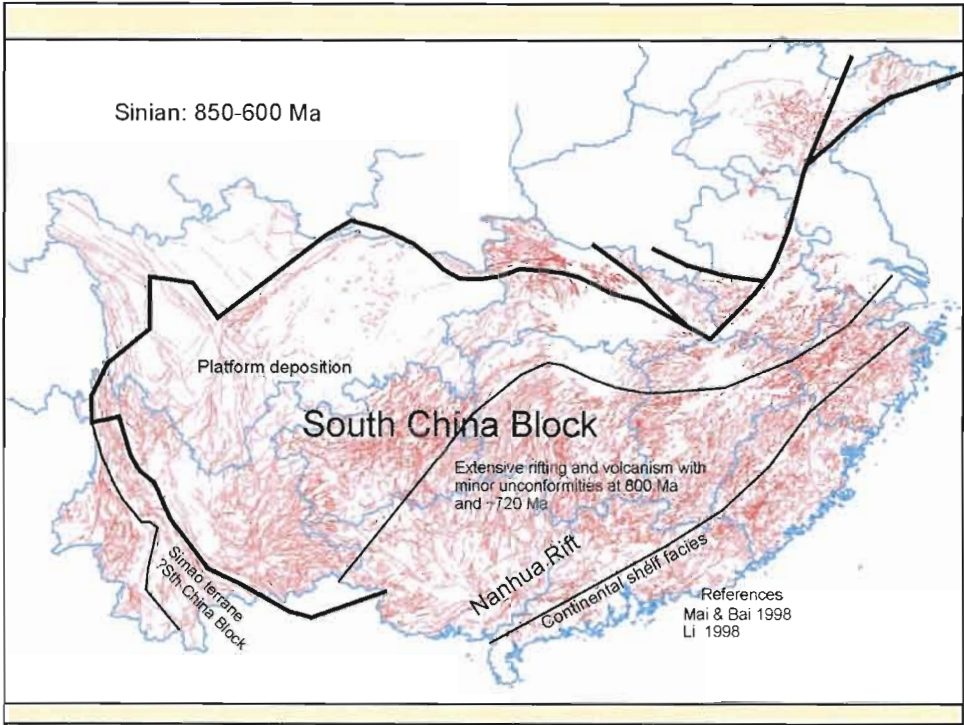 Sinian: 850-600 Ma
Platform deposition
South China Block
Extensive rifting and volcanism with
minor unconformities at 800 Ma
and ~720 Ma
Nanhua Rift
Continental shelf facies
Simao terrane
?Sth China Block
References
Mai & Bai 1998
Li 1998